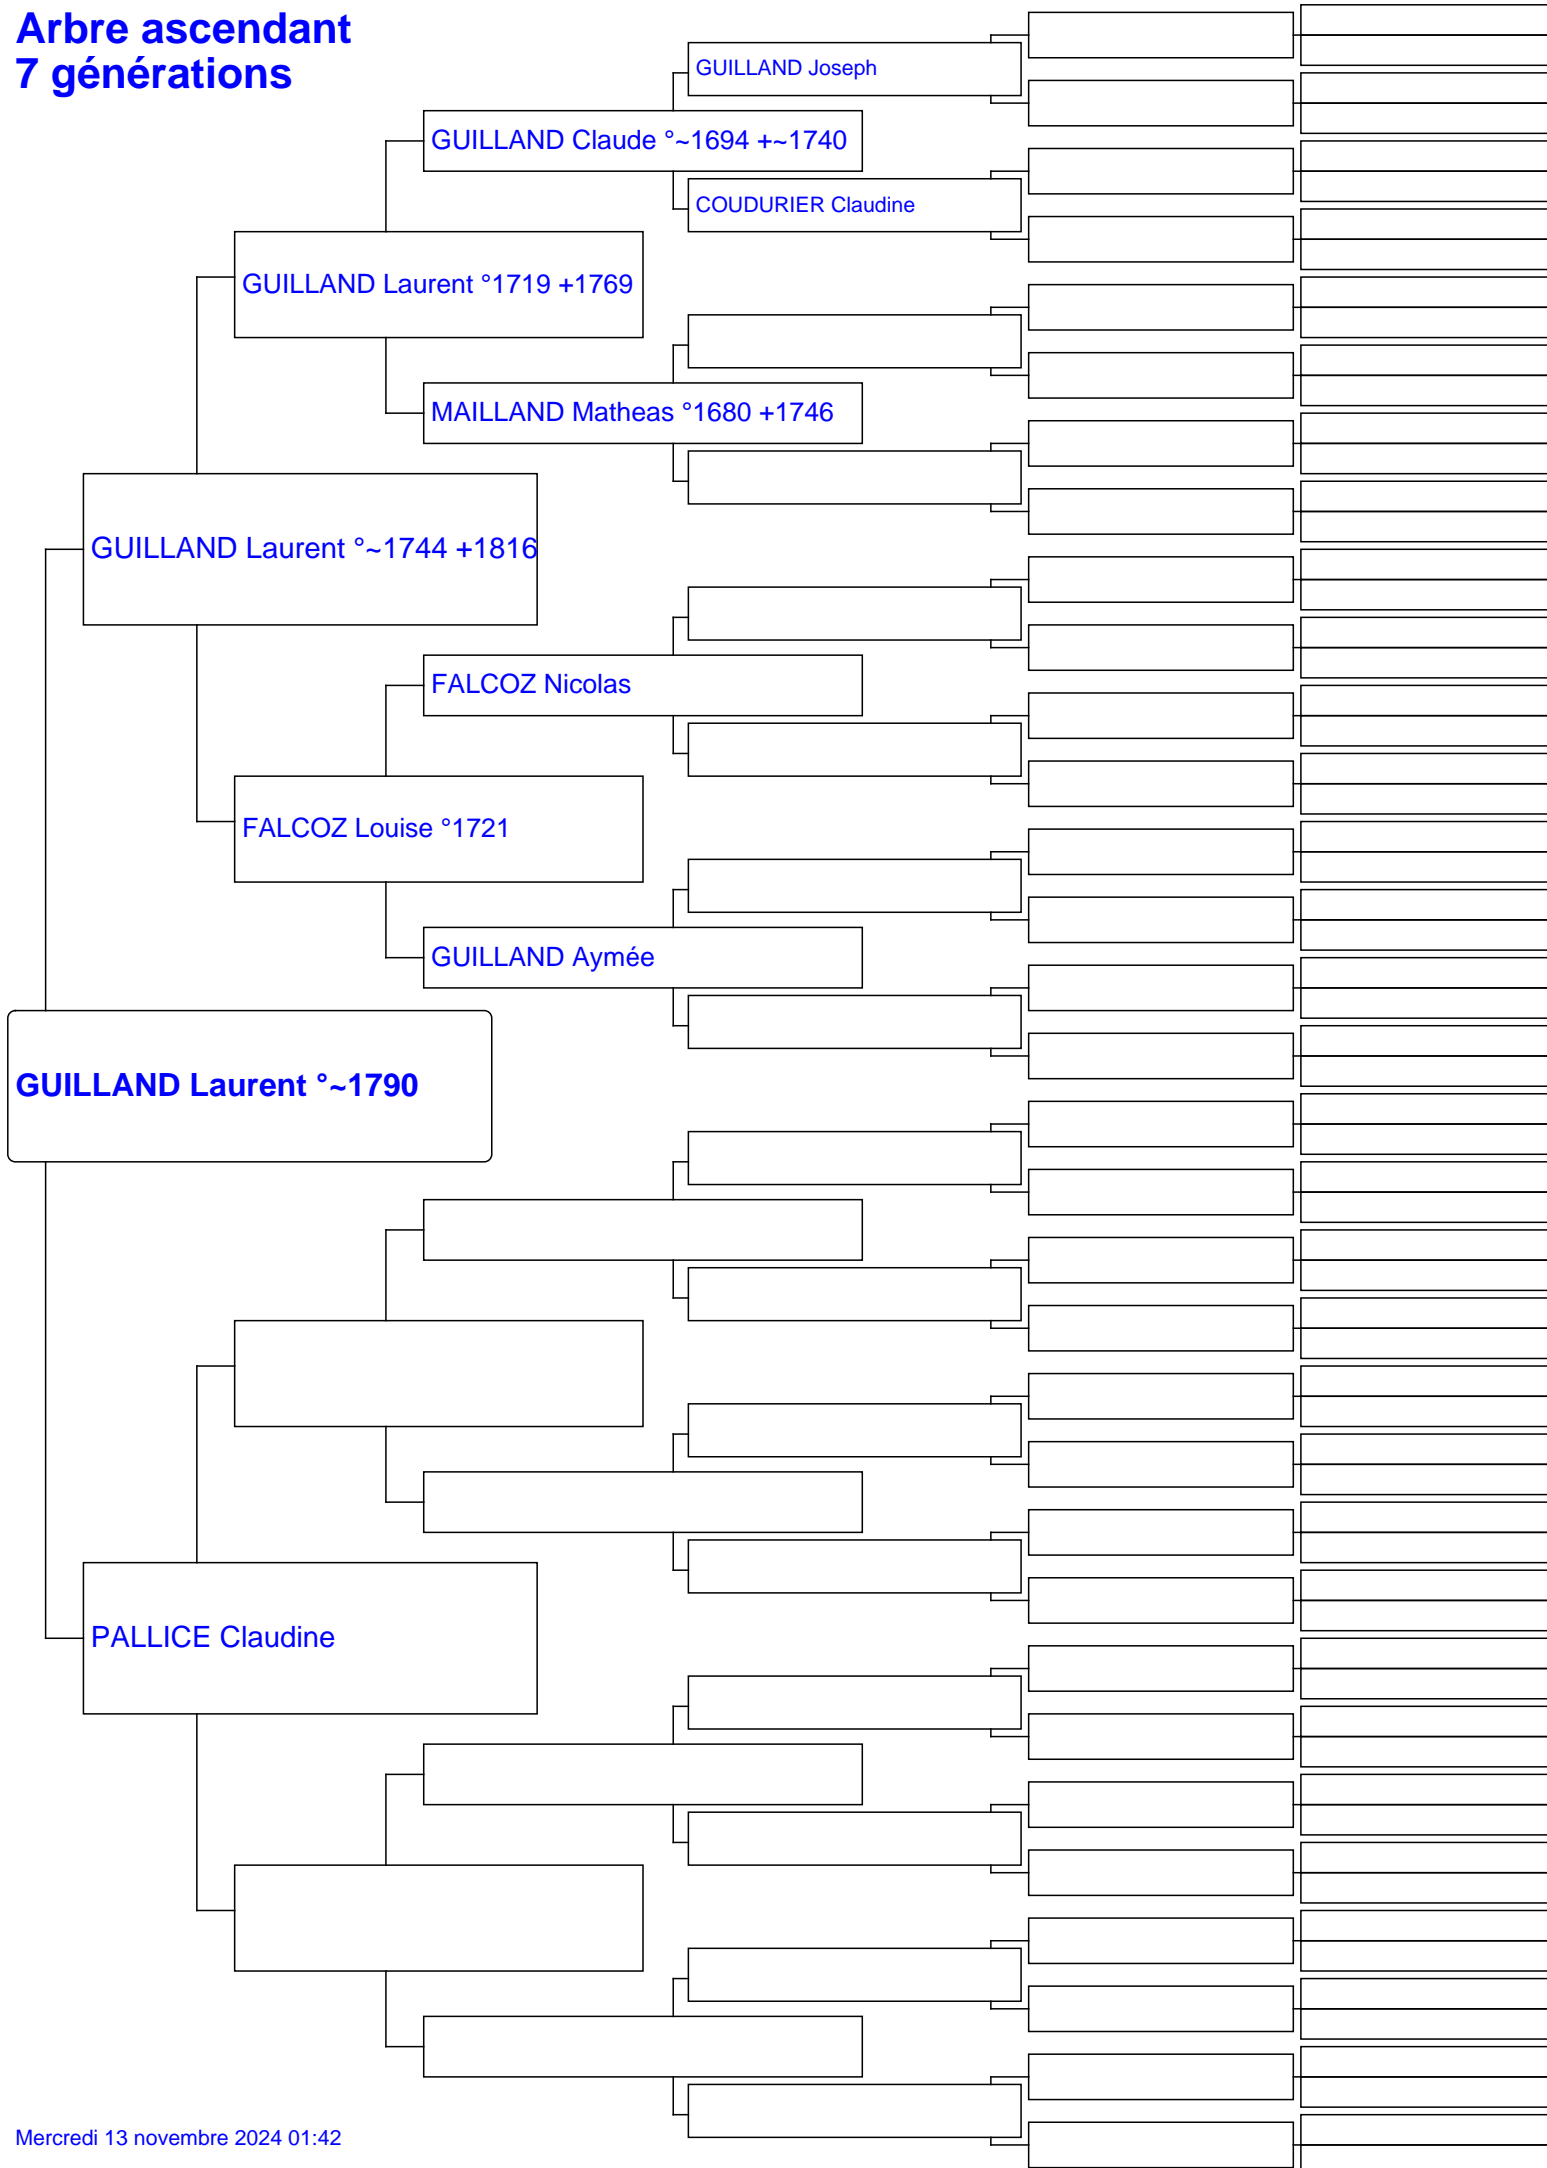 Arbre ascendant
7 générations
GUILLAND Joseph
GUILLAND Claude °~1694 +~1740
COUDURIER Claudine
GUILLAND Laurent °1719 +1769
MAILLAND Matheas °1680 +1746
GUILLAND Laurent °~1744 +1816
FALCOZ Nicolas
FALCOZ Louise °1721
GUILLAND Aymée
GUILLAND Laurent °~1790
PALLICE Claudine
Mercredi 13 novembre 2024 01:42